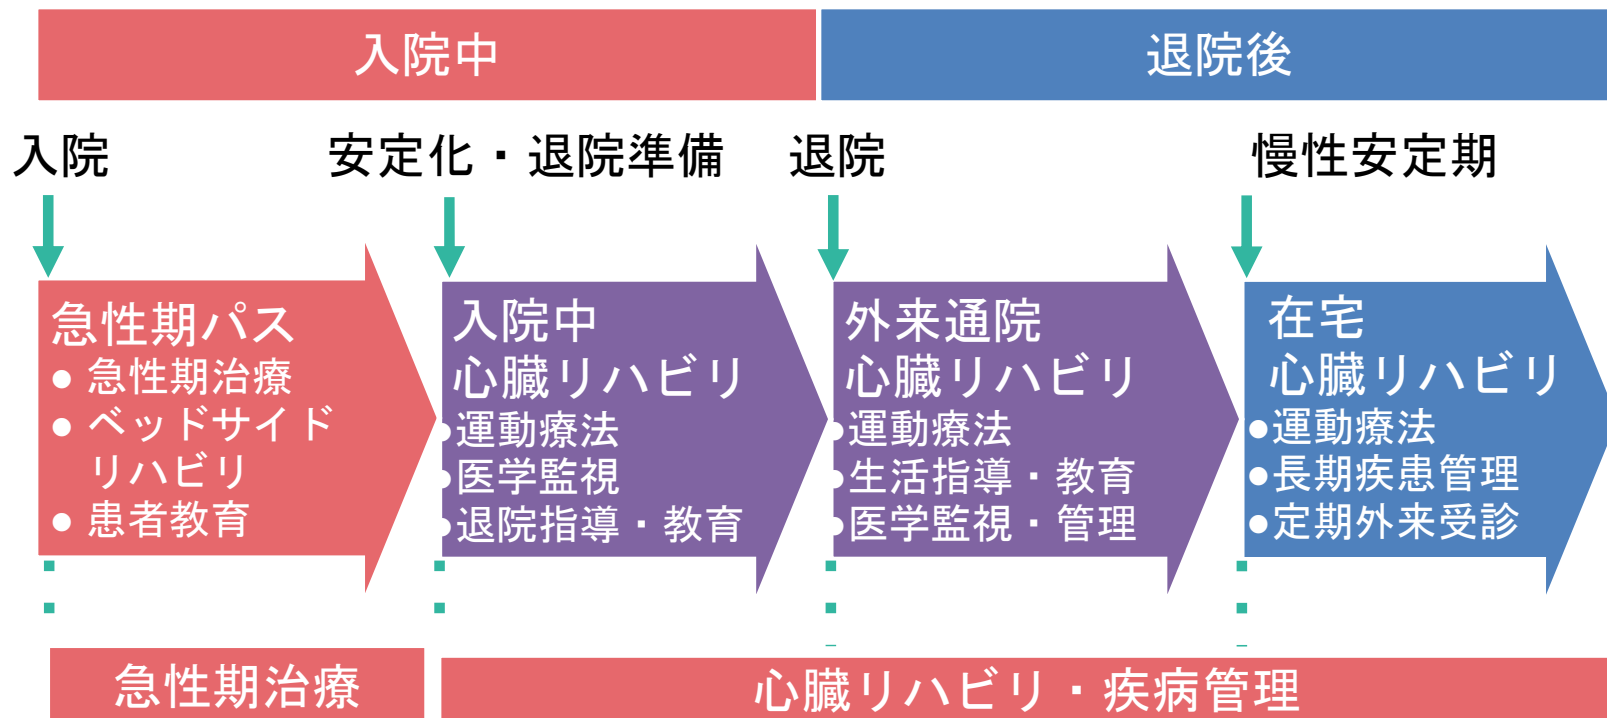 入院中
退院後
入院
安定化・退院準備
退院
慢性安定期
急性期パス
● 急性期治療
● ベッドサイド
リハビリ
● 患者教育
入院中
心臓リハビリ
●運動療法
●医学監視
●退院指導・教育
外来通院
心臓リハビリ
●運動療法
●生活指導・教育
●医学監視・管理
在宅
心臓リハビリ
●運動療法
●長期疾患管理
●定期外来受診
急性期治療
心臓リハビリ・疾病管理